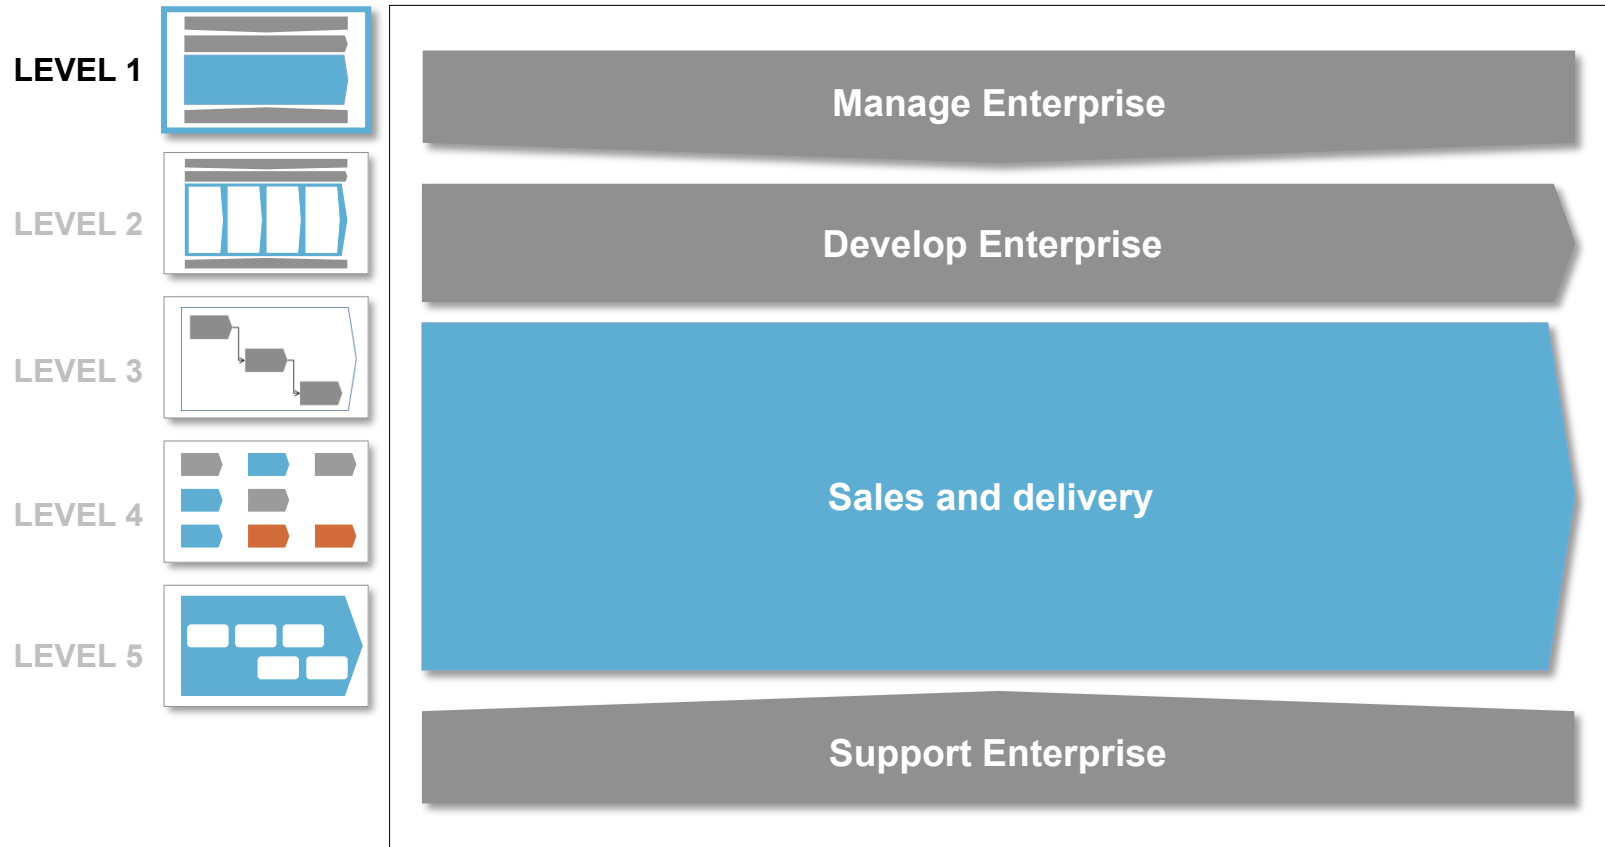 LEVEL 1
LEVEL 2
LEVEL 3
LEVEL 4
LEVEL 5
Manage Enterprise
Develop Enterprise
Sales and delivery
Support Enterprise